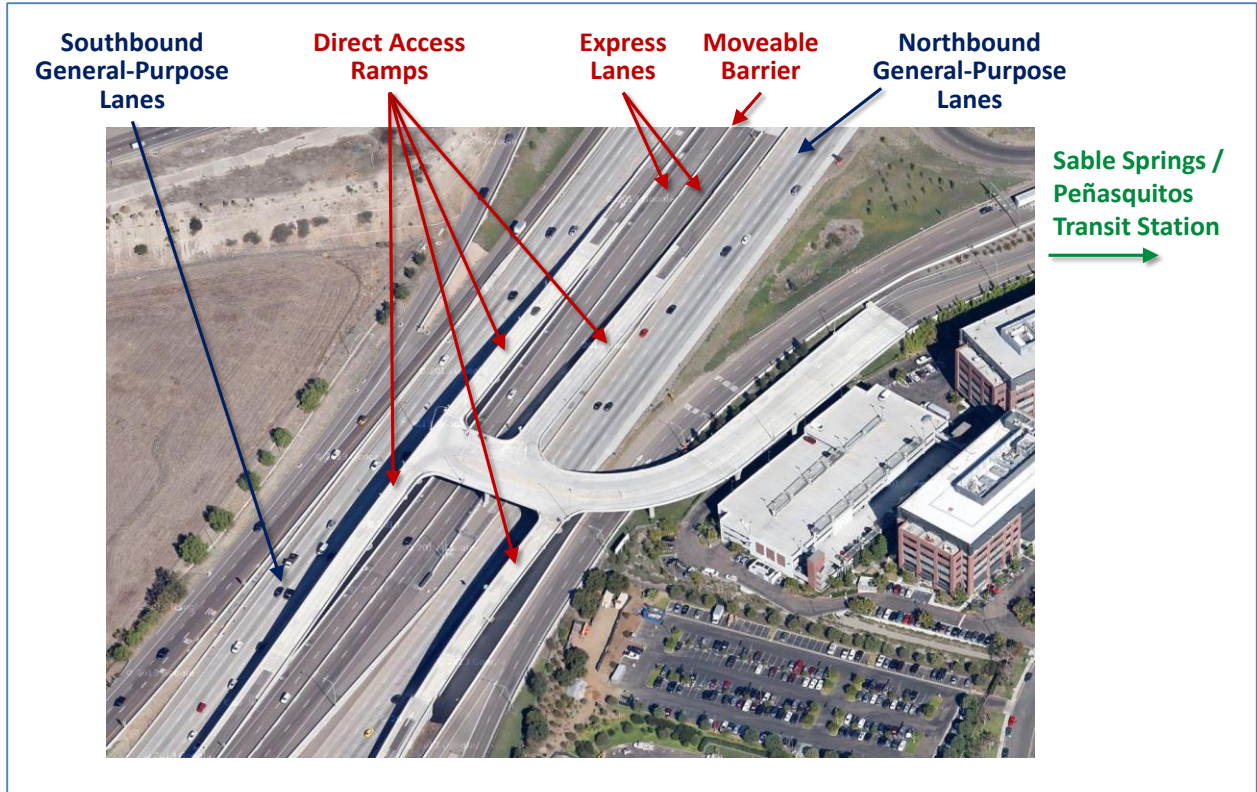 Southbound
General-Purpose
Lanes
Direct Access
Ramps
Express
Lanes
Moveable
Barrier
Northbound
General-Purpose
Lanes
Sable Springs /
Peñasquitos
Transit Station